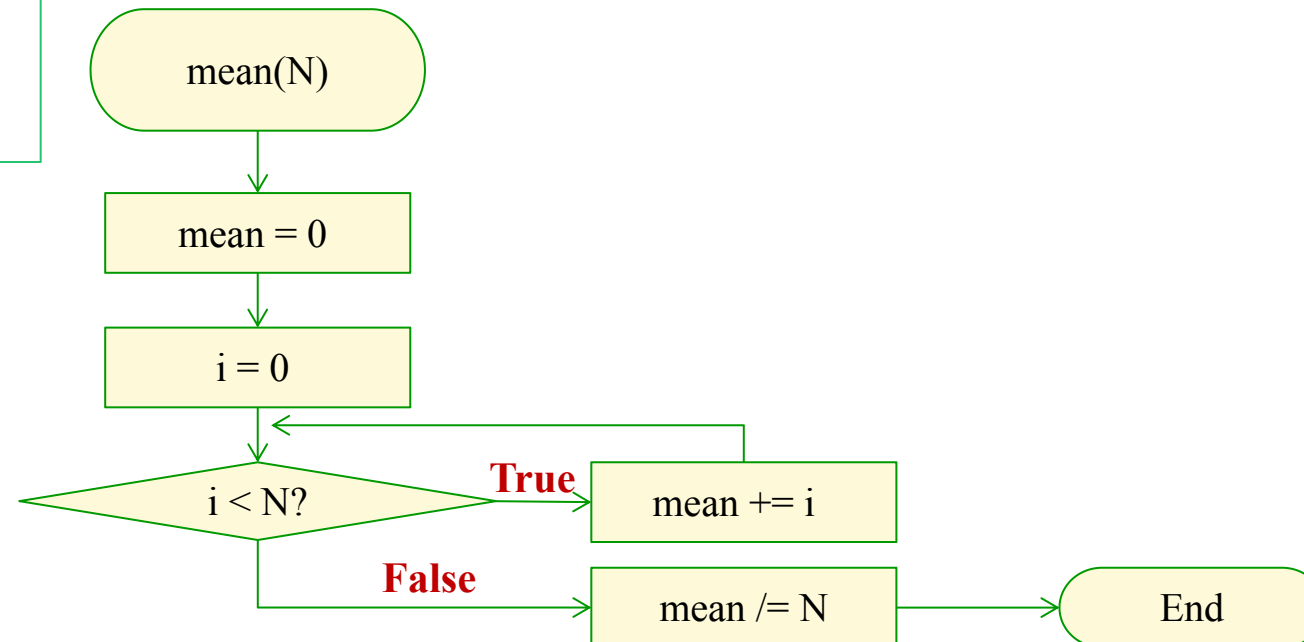 mean(N)
mean = 0
i = 0
i < N?
True
mean += i
False
mean /= N
End